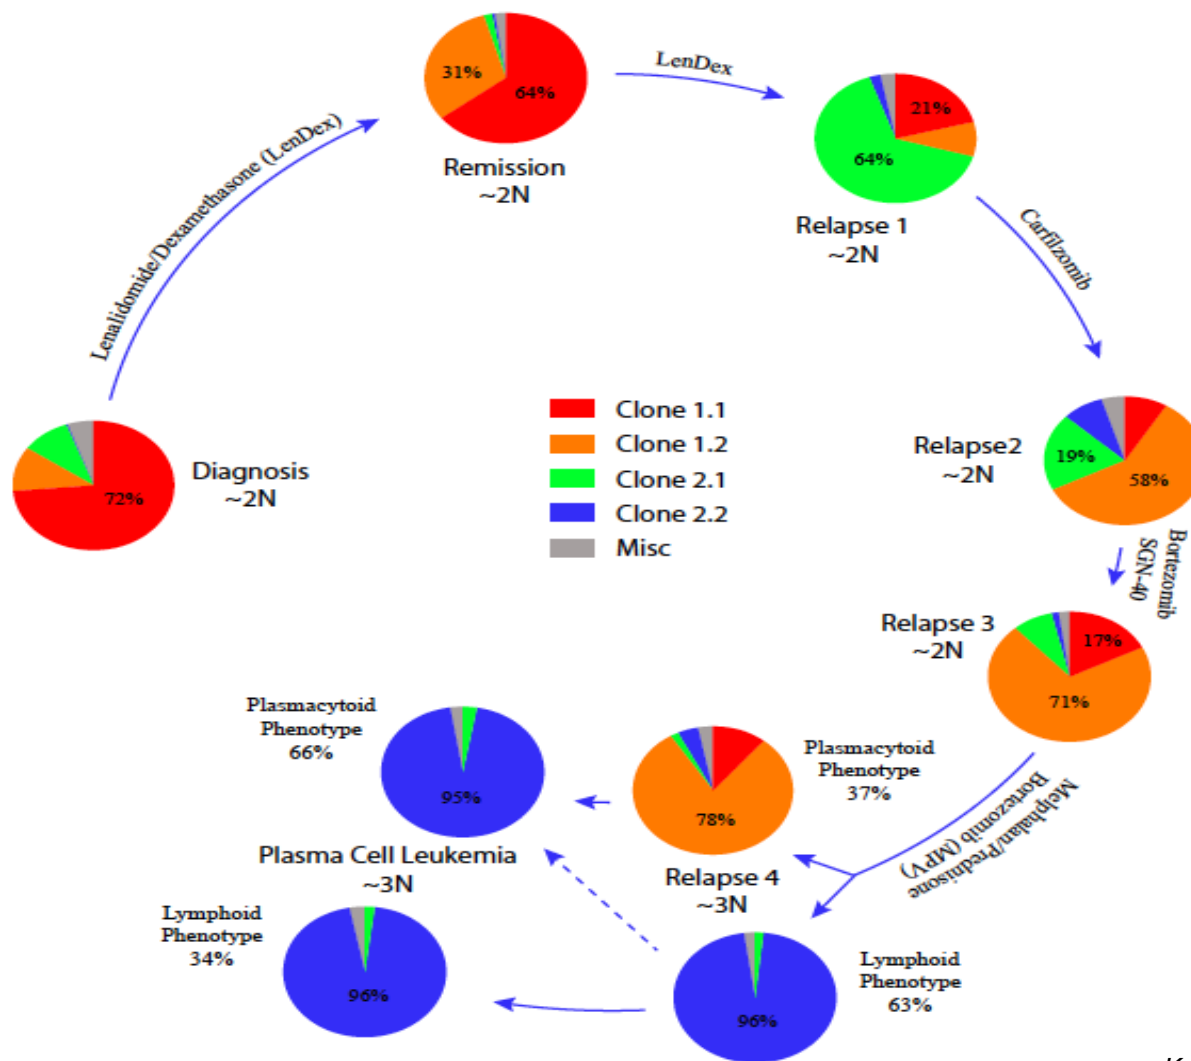 31%
64%
Remission
~2N
LenDex
21%
64%
Relapse 1
~2N
Lenalidomide/Dexamethasone (LenDex)
Carfilzomib
72%
Diagnosis
~2N
Clone 1.1
Clone 1.2
Clone 2.1
Clone 2.2
Misc
Relapse2
~2N
19%
58%
Bortezomib
SGN-40
Relapse 3
~2N
17%
71%
Melphalan/Prednisone
Bortezomib (MPV)
Plasmacytoid
Phenotype
66%
95%
Plasma Cell Leukemia
~3N
78%
Plasmacytoid
Phenotype
37%
Relapse 4
~3N
Lymphoid
Phenotype
34%
96%
96%
Lymphoid
Phenotype
63%